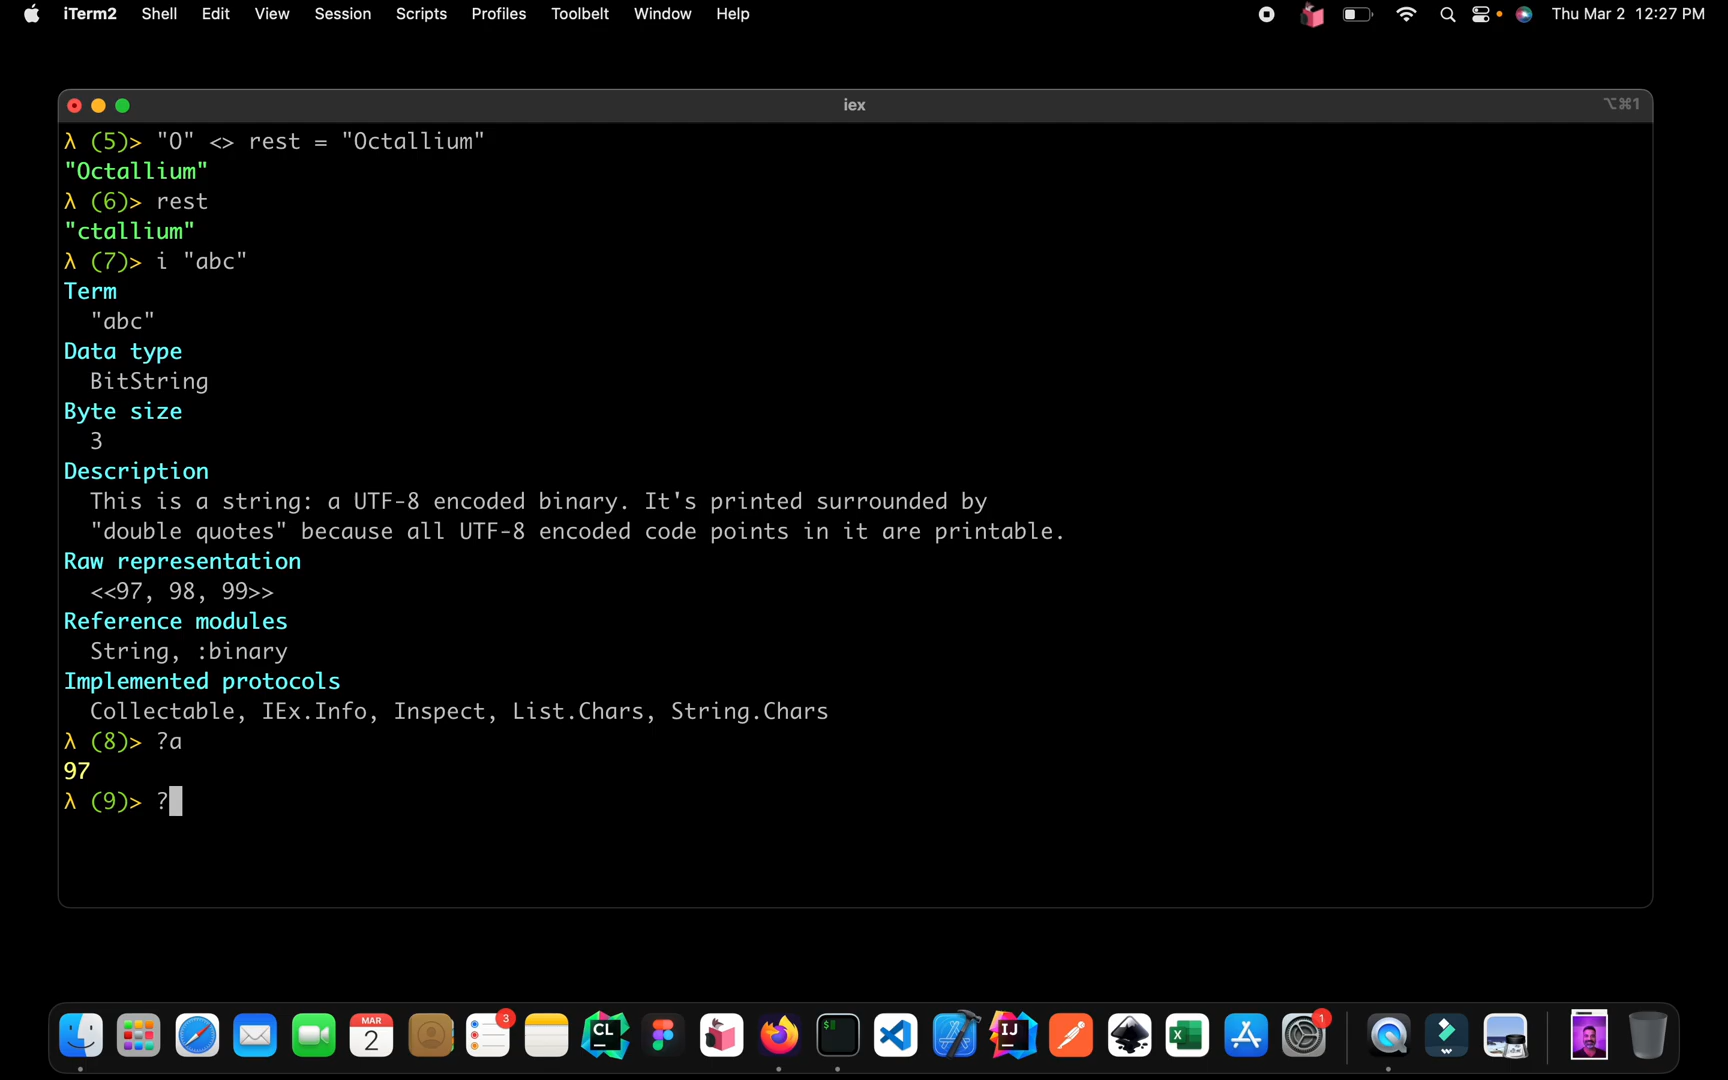 iTerm2 Shell Edit View Session Scripts Profiles Toolbelt Window Help Thu Mar 2 12:27 PM
iex ⌥⌘1
λ (5)> "O" <> rest = "Octallium"
"Octallium"
λ (6)> rest
"ctallium"
λ (7)> i "abc"
Term
"abc"
Data type
BitString
Byte size
3
Description
This is a string: a UTF-8 encoded binary. It's printed surrounded by
"double quotes" because all UTF-8 encoded code points in it are printable.
Raw representation
<<97, 98, 99>>
Reference modules
String, :binary
Implemented protocols
Collectable, IEx.Info, Inspect, List.Chars, String.Chars
λ (8)> ?a
97
λ (9)> ?
MAR
2
3
CL
$
IJ
X
1